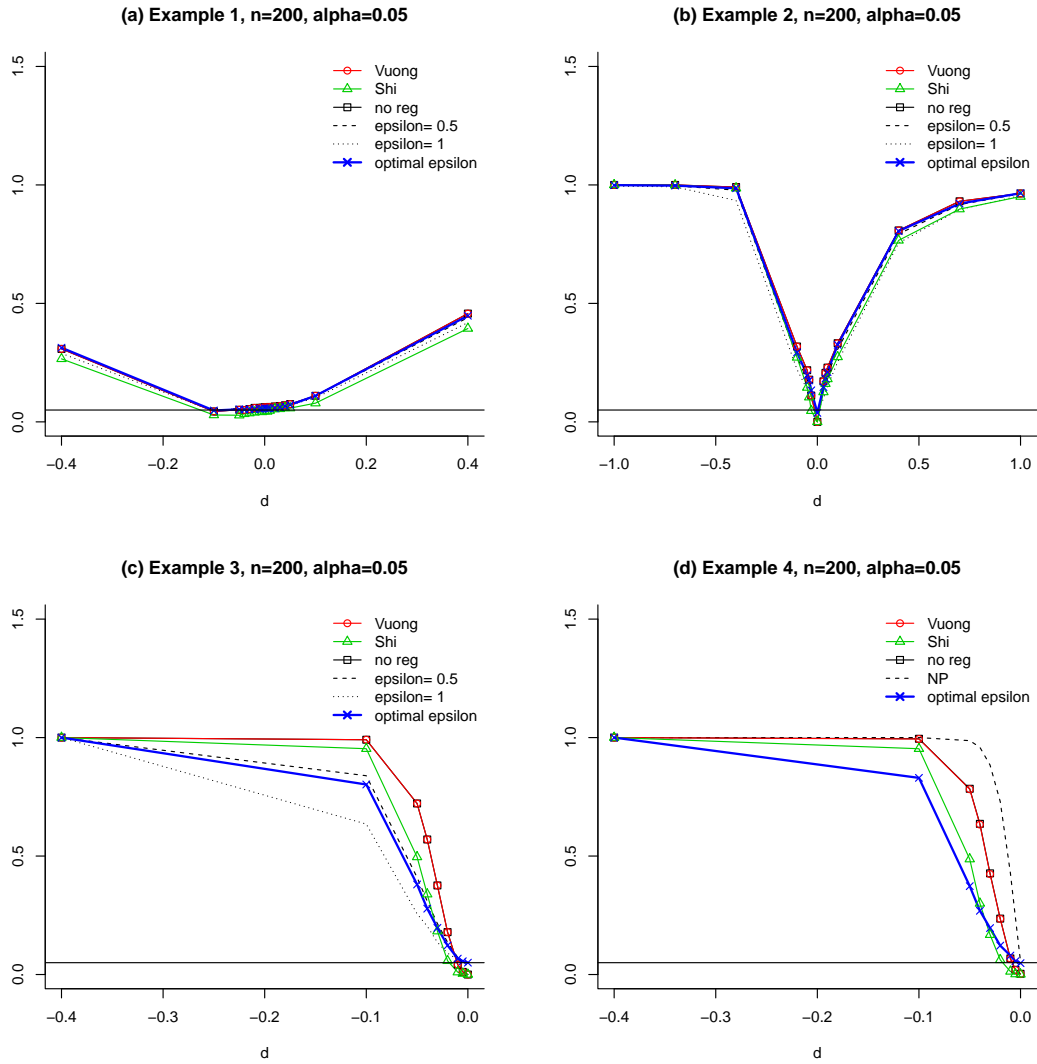 (a) Example 1, n=200, alpha=0.05
1.5
1.0
0.5
0.0
Vuong
Shi
no reg
epsilon= 0.5
epsilon= 1
optimal epsilon
−0.4 −0.2 0.0 0.2 0.4
d
(b) Example 2, n=200, alpha=0.05
1.5
1.0
0.5
0.0
Vuong
Shi
no reg
epsilon= 0.5
epsilon= 1
optimal epsilon
−1.0 −0.5 0.0 0.5 1.0
d
(c) Example 3, n=200, alpha=0.05
1.5
1.0
0.5
0.0
Vuong
Shi
no reg
epsilon= 0.5
epsilon= 1
optimal epsilon
−0.4 −0.3 −0.2 −0.1 0.0
d
(d) Example 4, n=200, alpha=0.05
1.5
1.0
0.5
0.0
Vuong
Shi
no reg
NP
optimal epsilon
−0.4 −0.3 −0.2 −0.1 0.0
d